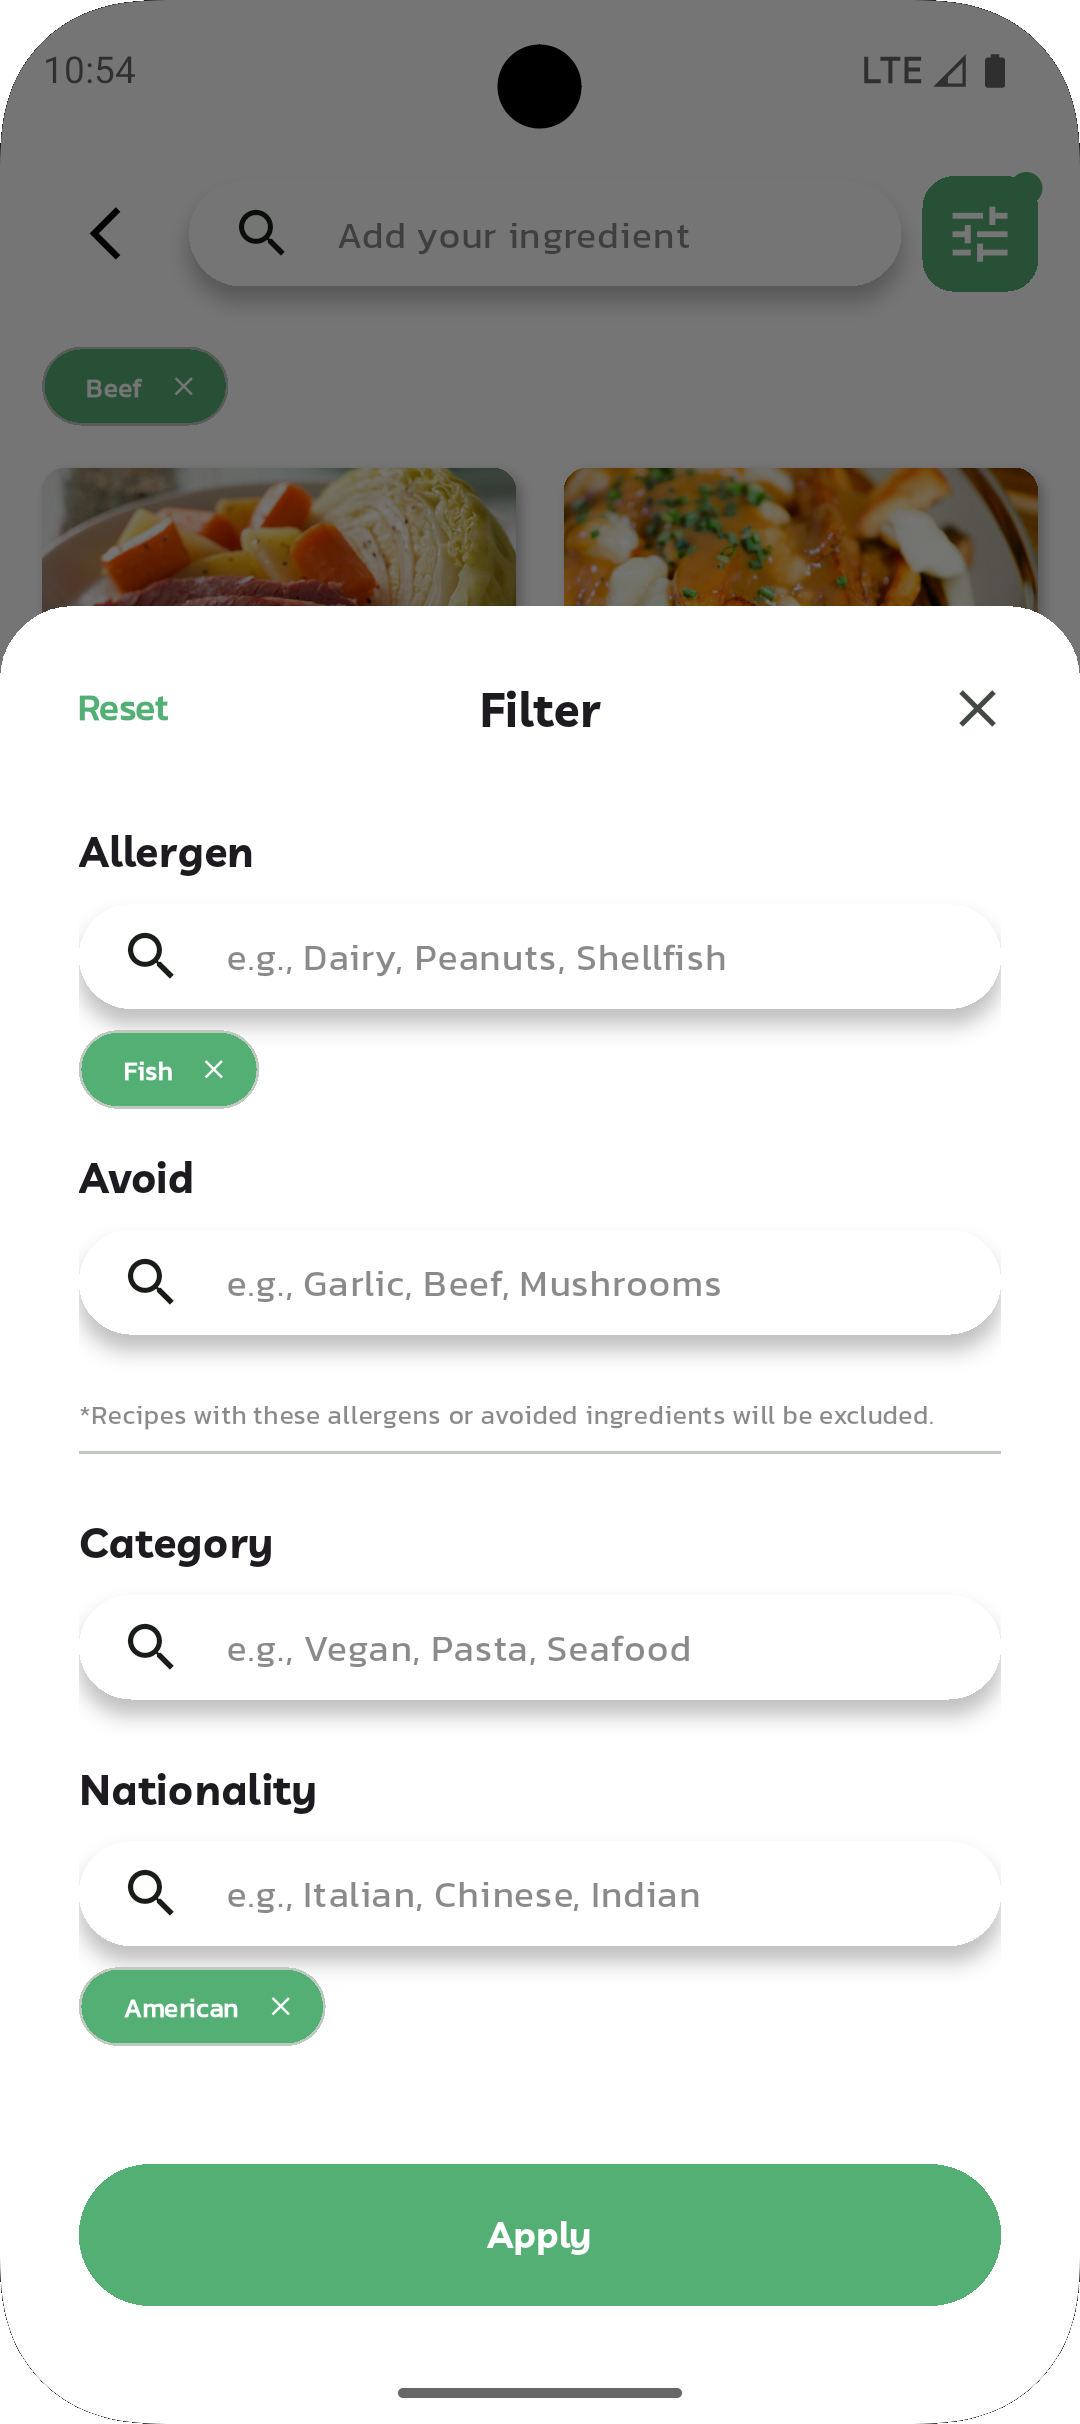 10:54
LTE
Add your ingredient
Beef
Reset
Filter
Allergen
e.g., Dairy, Peanuts, Shellfish
Fish
Avoid
e.g., Garlic, Beef, Mushrooms
*Recipes with these allergens or avoided ingredients will be excluded.
Category
e.g., Vegan, Pasta, Seafood
Nationality
e.g., Italian, Chinese, Indian
American
Apply